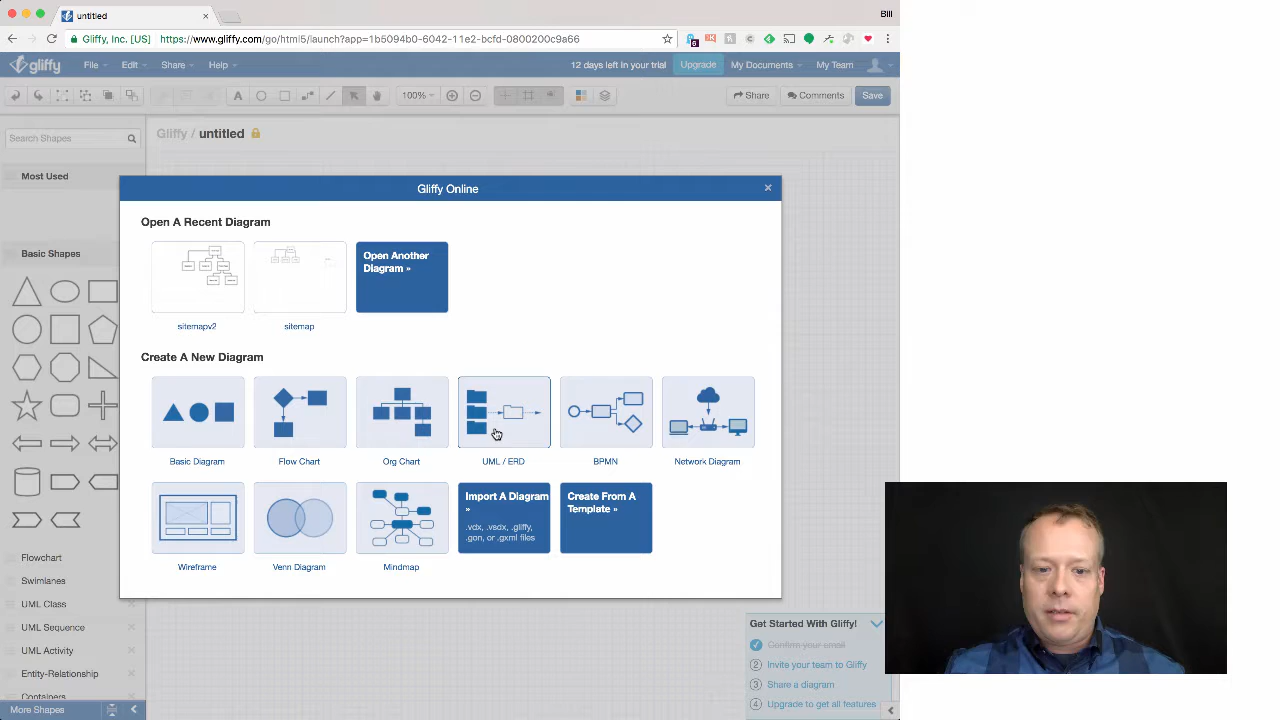 untitled
Bill
Gliffy, Inc. [US]
https://www.gliffy.com/go/html5/launch?app=1b5094b0-6042-11e2-bcfd-0800200c9a66
gliffy
File
Edit
Share
Help
12 days left in your trial
Upgrade
My Documents
My Team
100%
Share
Comments
Save
Search Shapes
Gliffy / untitled
Most Used
Gliffy Online
Open A Recent Diagram
Basic Shapes
Open Another
Diagram »
sitemapv2
sitemap
Create A New Diagram
Basic Diagram
Flow Chart
Org Chart
UML / ERD
BPMN
Network Diagram
Import A Diagram
»
.vdx, .vsdx, .gliffy,
.gon, or .gxml files
Create From A
Template »
Wireframe
Venn Diagram
Mindmap
Flowchart
Swimlanes
UML Class
UML Sequence
UML Activity
Entity-Relationship
Containers
More Shapes
Get Started With Gliffy!
Confirm your email
2 Invite your team to Gliffy
3 Share a diagram
4 Upgrade to get all features